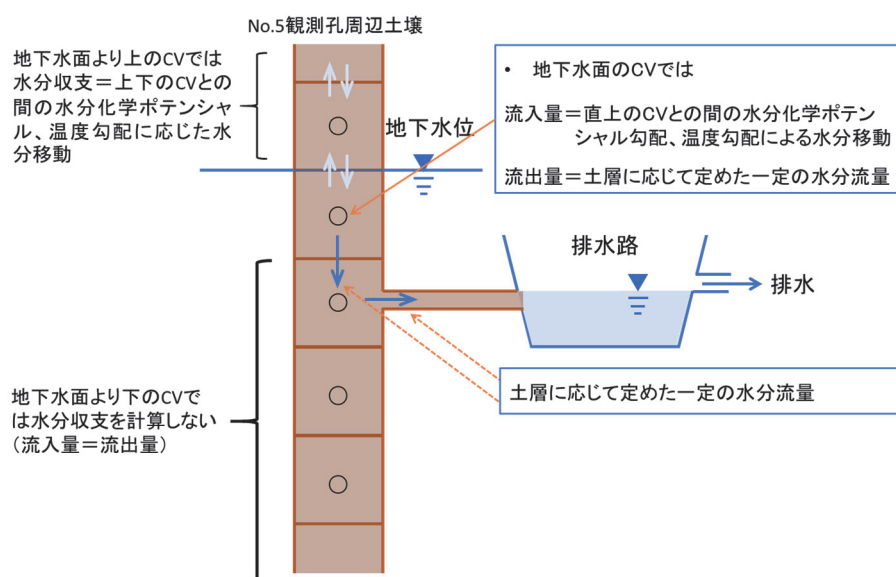 No.5観測孔周辺土壌
地下水面より上のCVでは
水分収支＝上下のCVとの
間の水分化学ポテンシャ
ル、温度勾配に応じた水
分移動
地下水位
• 地下水面のCVでは
流入量＝直上のCVとの間の水分化学ポテン
シャル勾配、温度勾配による水分移動
流出量＝土層に応じて定めた一定の水分流量
排水路
排水
土層に応じて定めた一定の水分流量
地下水面より下のCVで
は水分収支を計算しない
（流入量＝流出量）